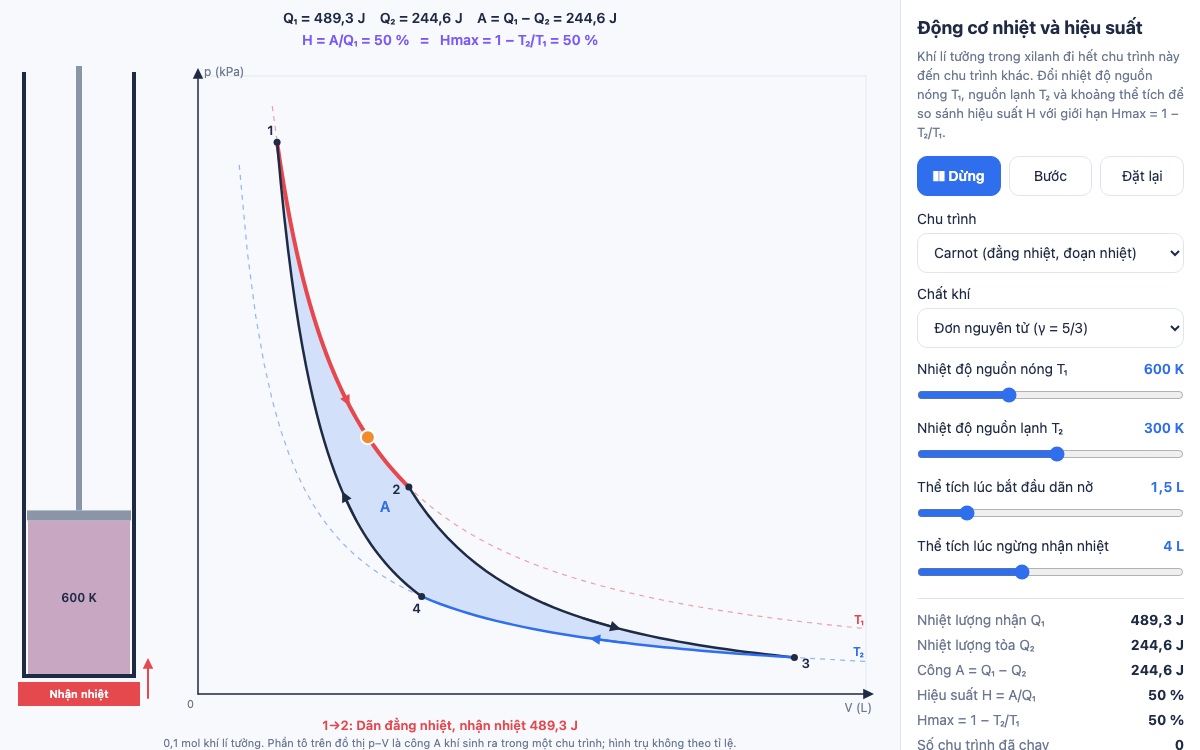 Q₁ = 489,3 J Q₂ = 244,6 J A = Q₁ − Q₂ = 244,6 J
H = A/Q₁ = 50 % = Hmax = 1 − T₂/T₁ = 50 %
p (kPa)
1
2
A
4
3
T₁
T₂
0
V (L)
600 K
Nhận nhiệt
1→2: Dãn đẳng nhiệt, nhận nhiệt 489,3 J
0,1 mol khí lí tưởng. Phần tô trên đồ thị p–V là công A khí sinh ra trong một chu trình; hình trụ không theo tỉ lệ.
Động cơ nhiệt và hiệu suất
Khí lí tưởng trong xilanh đi hết chu trình này
đến chu trình khác. Đổi nhiệt độ nguồn
nóng T₁, nguồn lạnh T₂ và khoảng thể tích để
so sánh hiệu suất H với giới hạn Hmax = 1 −
T₂/T₁.
Dừng
Bước
Đặt lại
Chu trình
Carnot (đẳng nhiệt, đoạn nhiệt)
Chất khí
Đơn nguyên tử (γ = 5/3)
Nhiệt độ nguồn nóng T₁ 600 K
Nhiệt độ nguồn lạnh T₂ 300 K
Thể tích lúc bắt đầu dãn nở 1,5 L
Thể tích lúc ngừng nhận nhiệt 4 L
Nhiệt lượng nhận Q₁ 489,3 J
Nhiệt lượng tỏa Q₂ 244,6 J
Công A = Q₁ − Q₂ 244,6 J
Hiệu suất H = A/Q₁ 50 %
Hmax = 1 − T₂/T₁ 50 %
Số chu trình đã chạy 0